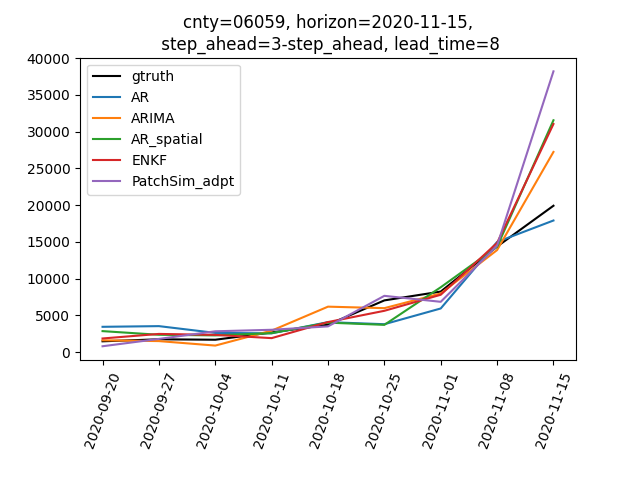 cnty=06059, horizon=2020-11-15,
step_ahead=3-step_ahead, lead_time=8
40000
35000
30000
25000
20000
15000
10000
5000
0
gtruth
AR
ARIMA
AR_spatial
ENKF
PatchSim_adpt
2020-09-20
2020-09-27
2020-10-04
2020-10-11
2020-10-18
2020-10-25
2020-11-01
2020-11-08
2020-11-15